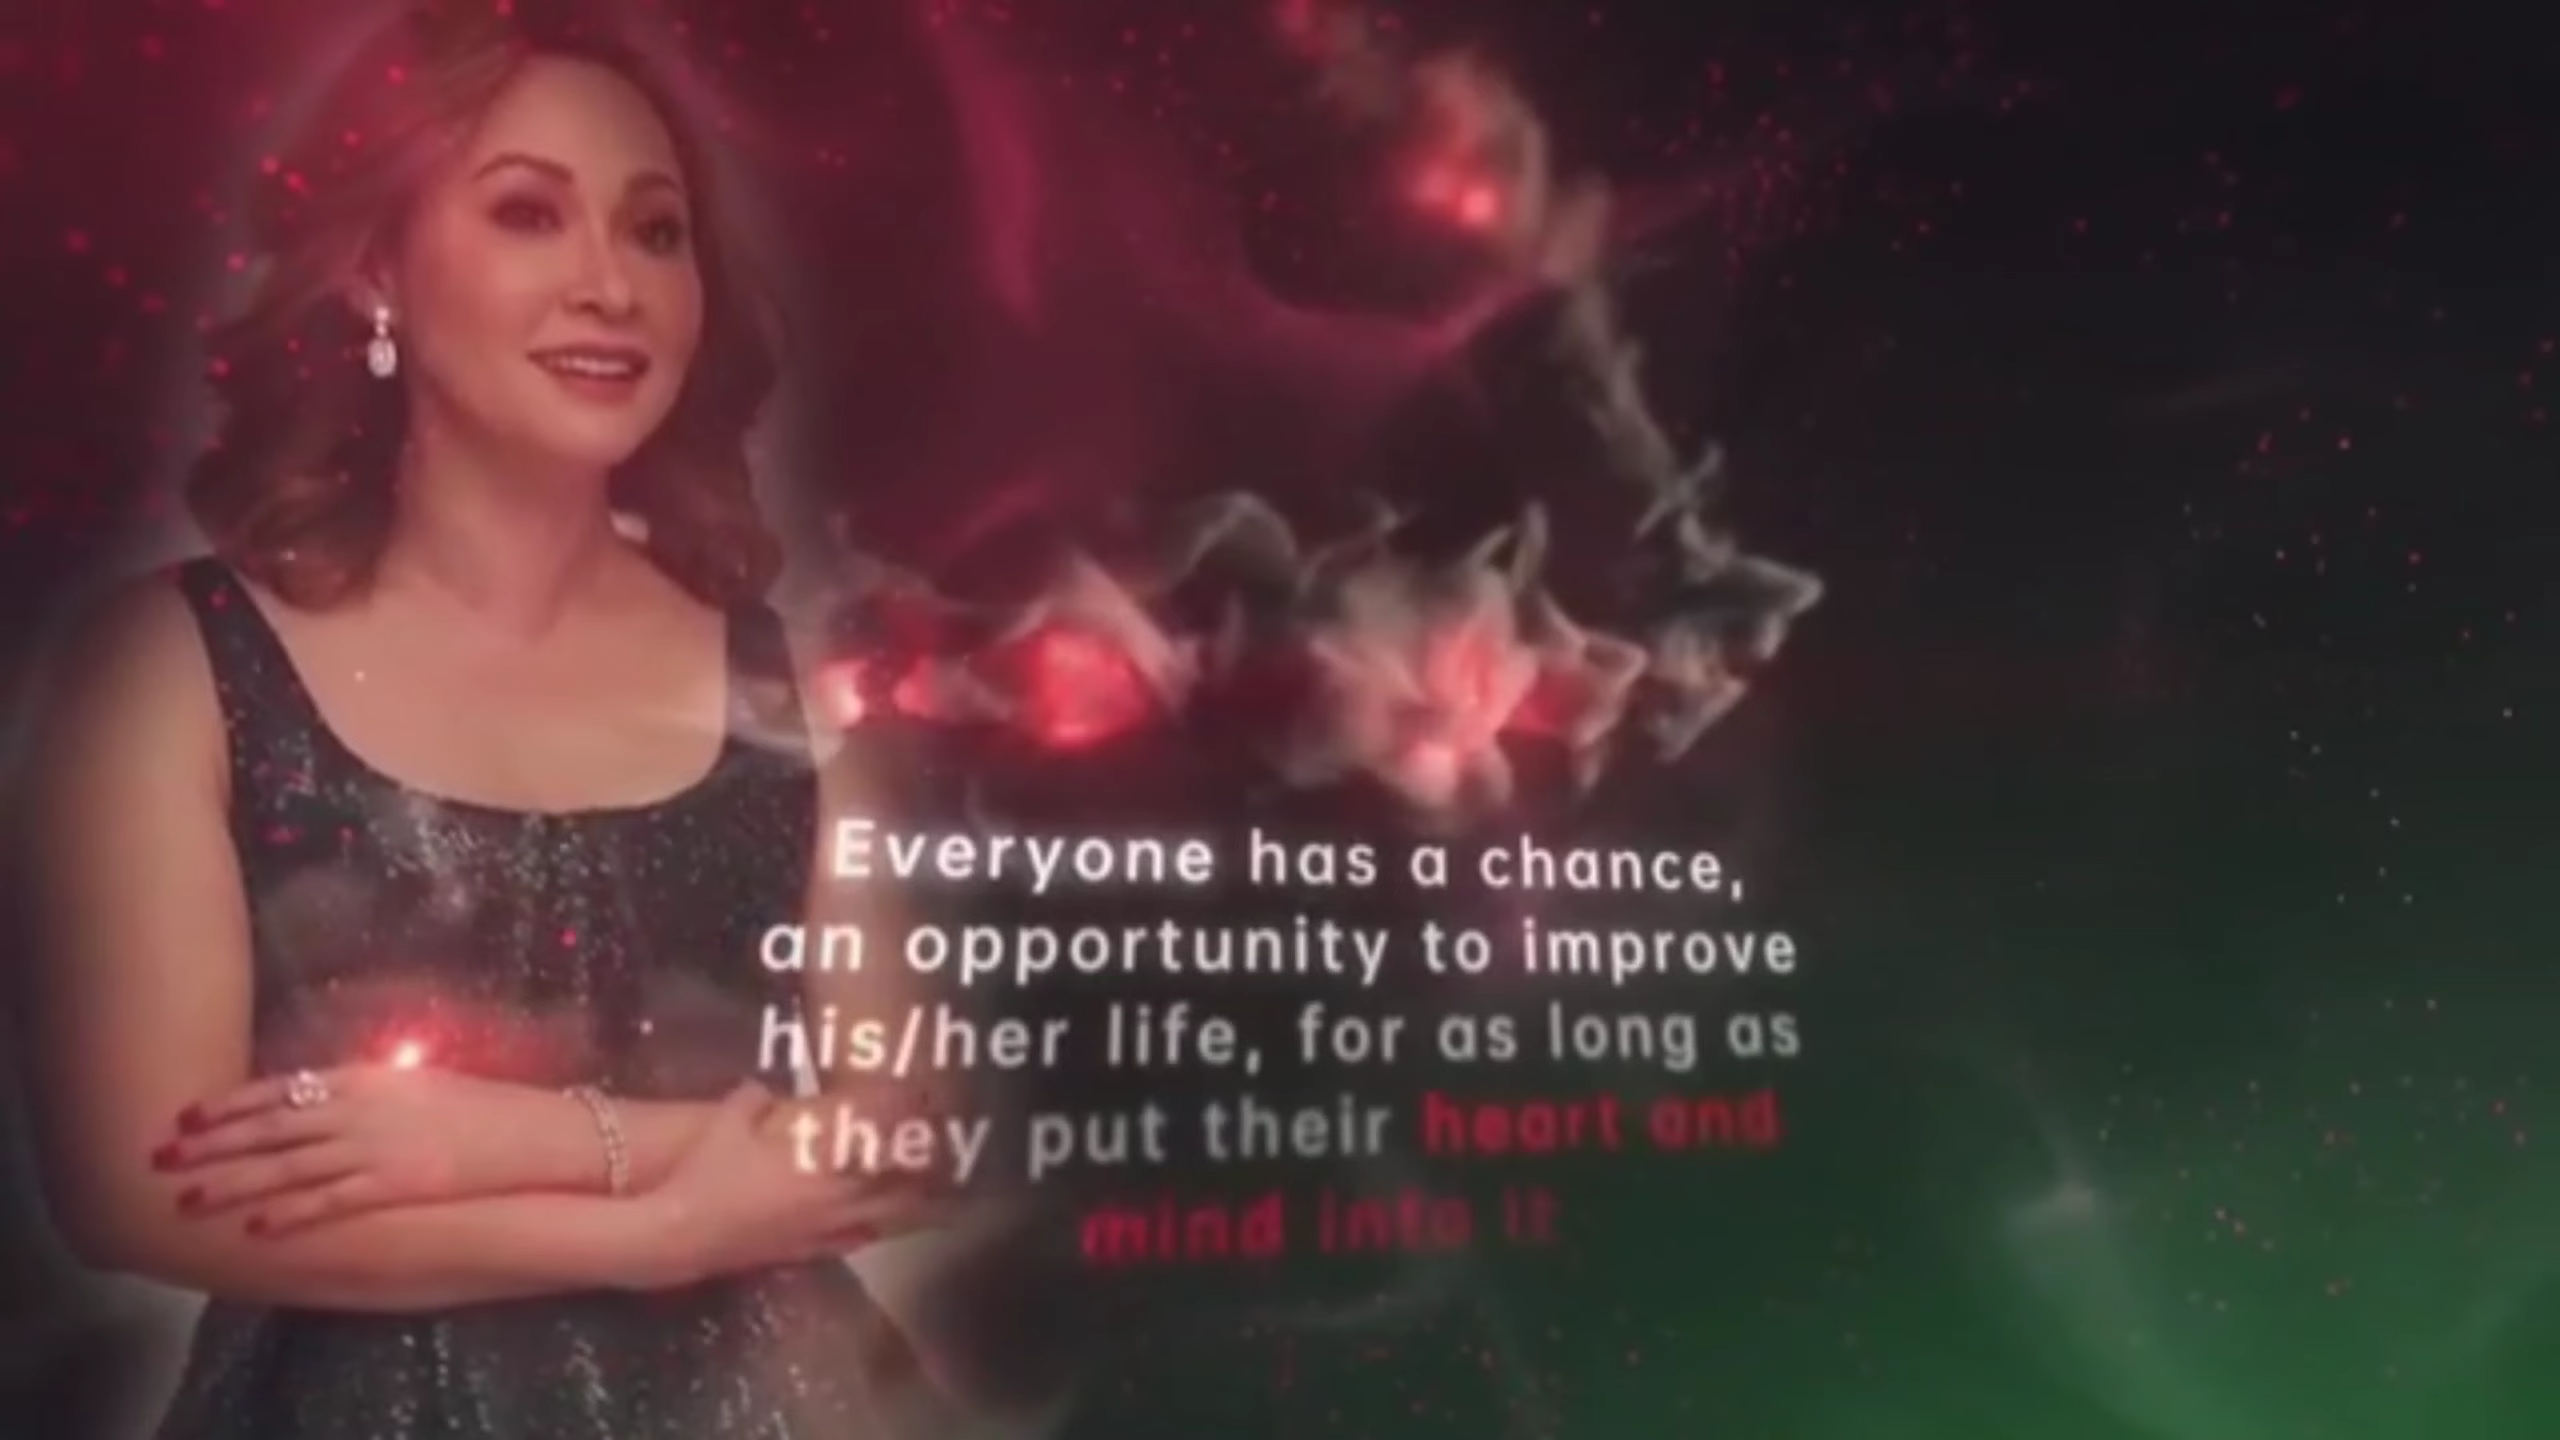 Everyone has a chance,
an opportunity to improve
his/her life, for as long as
they put their heart and
mind into it